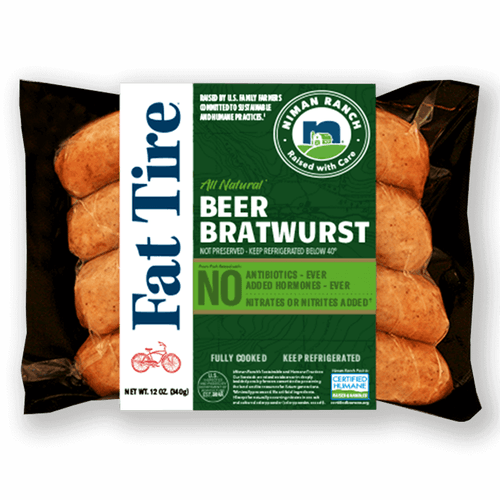 Fat Tire
NET WT. 12 OZ. (340g)
RAISED BY U.S. FAMILY FARMERS
COMMITTED TO SUSTAINABLE
AND HUMANE PRACTICES.
NIMAN RANCH
n
Raised with Care
All Natural*
BEER
BRATWURST
NOT PRESERVED - KEEP REFRIGERATED BELOW 40°
NO
ANTIBIOTICS - EVER
ADDED HORMONES - EVER
NITRATES OR NITRITES ADDED
FULLY COOKED KEEP REFRIGERATED
CERTIFIED
HUMANE
RAISED & HANDLED